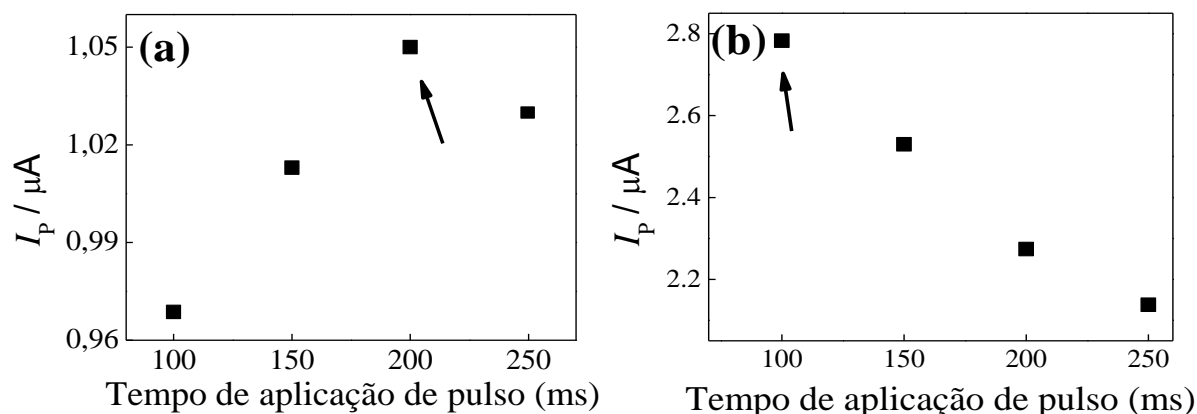 (a)
1,05
1,02
0,99
0,96
I_P / μA
100 150 200 250
Tempo de aplicação de pulso (ms)
(b)
2.8
2.6
2.4
2.2
I_P / μA
100 150 200 250
Tempo de aplicação de pulso (ms)